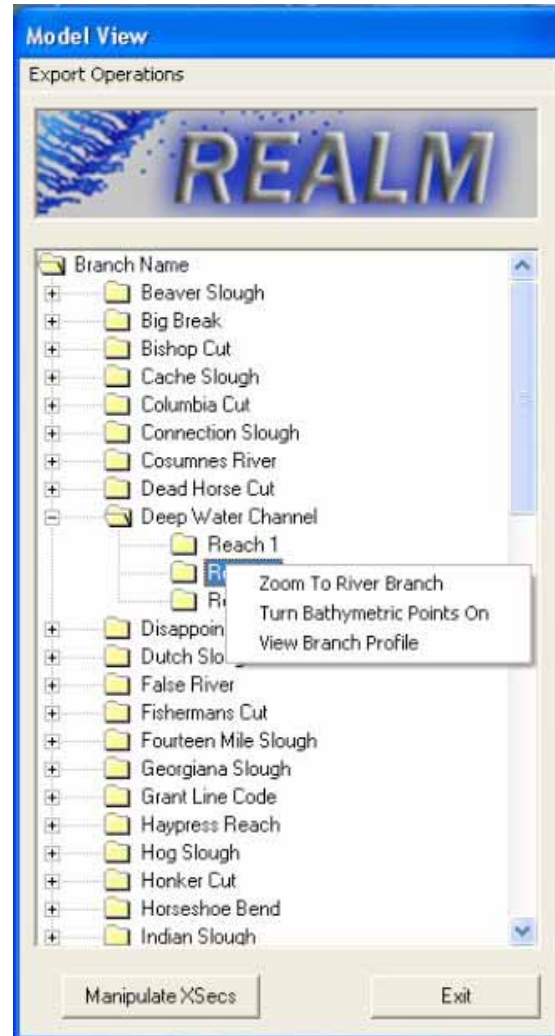 Model View
Export Operations
REALM
Branch Name
Beaver Slough
Big Break
Bishop Cut
Cache Slough
Columbia Cut
Connection Slough
Cosumnes River
Dead Horse Cut
Deep Water Channel
Reach 1
Zoom To River Branch
Turn Bathymetric Points On
View Branch Profile
Disappoin
Dutch Slo
False River
Fishermans Cut
Fourteen Mile Slough
Georgiana Slough
Grant Line Code
Haypress Reach
Hog Slough
Honker Cut
Horseshoe Bend
Indian Slough
Manipulate XSecs
Exit